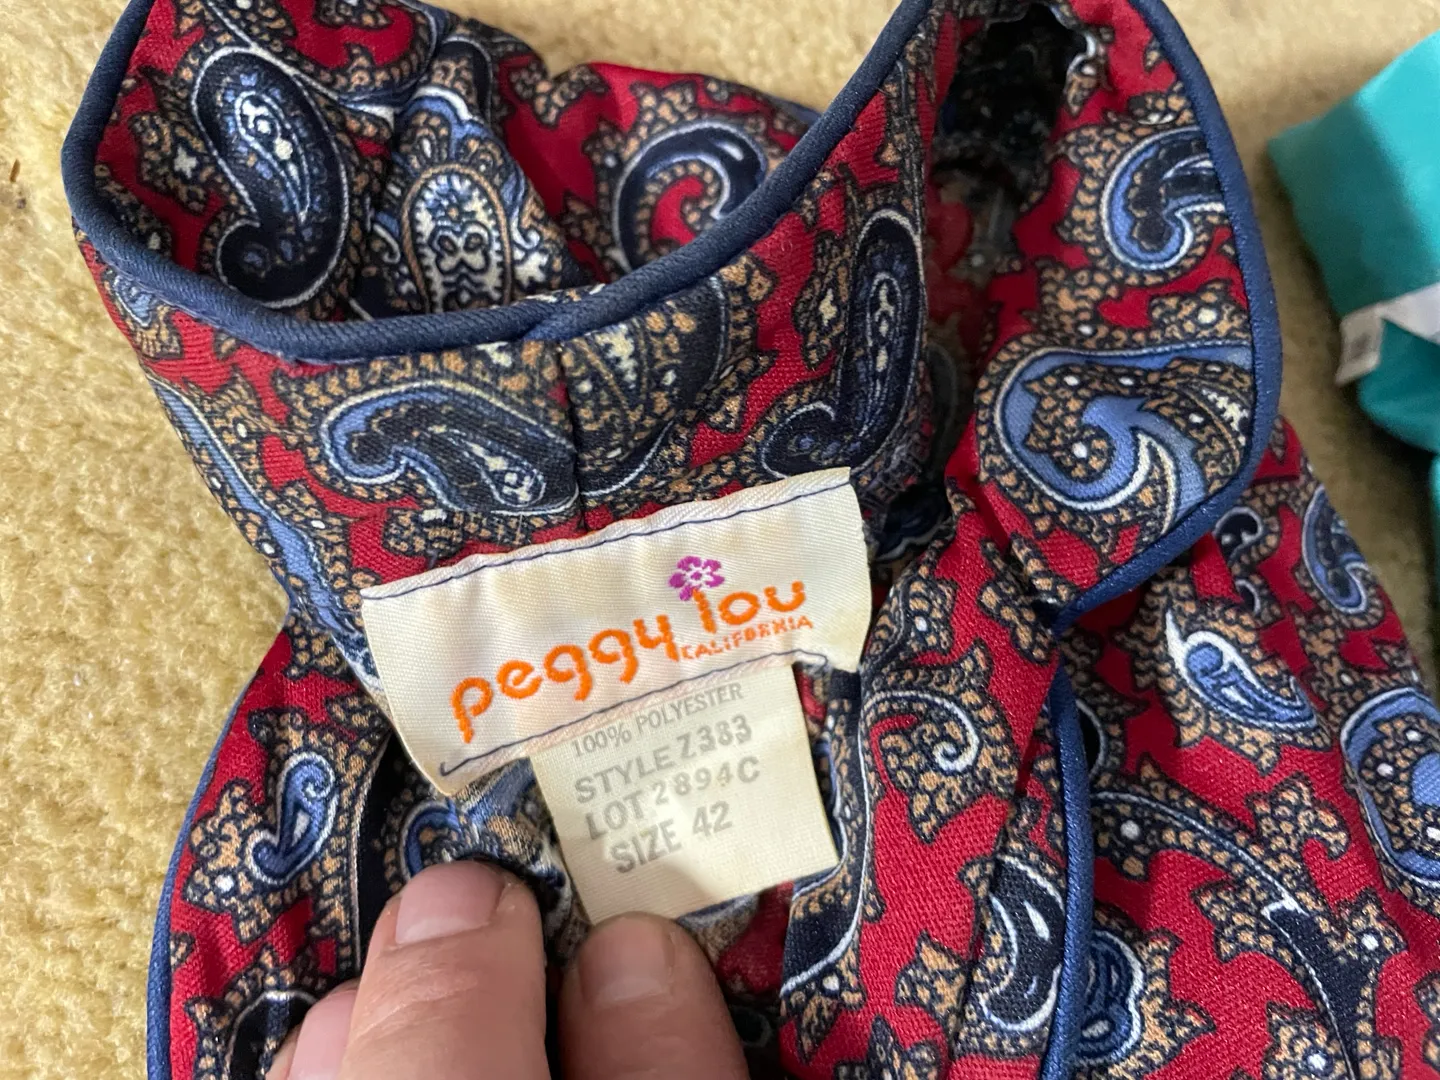 peggy lou
CALIFORNIA
100% POLYESTER
STYLE Z383
LOT 2894C
SIZE 42